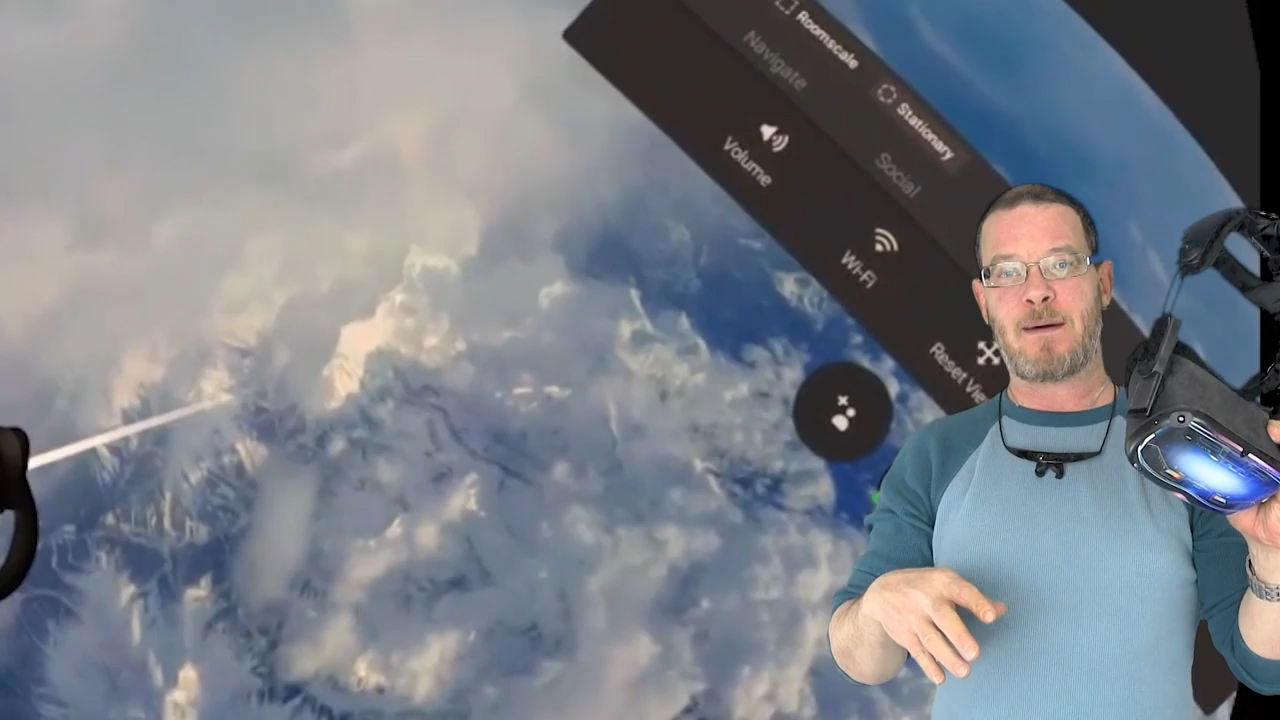 Roomscale
Stationary
Navigate
Social
Volume
Wi-Fi
Reset Vie